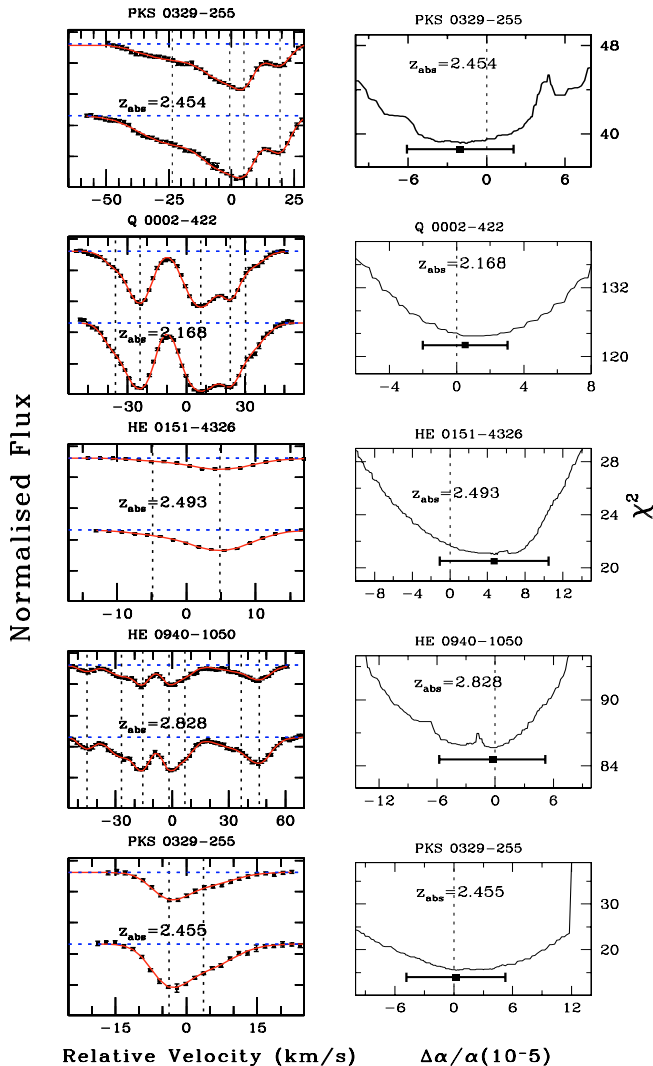 PKS 0329−255
z_abs=2.454
−50 −25 0 25
PKS 0329−255
z_abs=2.454
48
40
−6 0 6
Q 0002−422
z_abs=2.168
−30 0 30
Q 0002−422
z_abs=2.168
132
120
−4 0 4 8
HE 0151−4326
z_abs=2.493
−10 0 10
HE 0151−4326
z_abs=2.493
28
24
20
−8 −4 0 4 8 12
HE 0940−1050
z_abs=2.828
−30 0 30 60
HE 0940−1050
z_abs=2.828
90
84
−12 −6 0 6
PKS 0329−255
z_abs=2.455
−15 0 15
PKS 0329−255
z_abs=2.455
30
20
−6 0 6 12
Normalised Flux
χ²
Relative Velocity (km/s)
Δα/α(10⁻⁵)